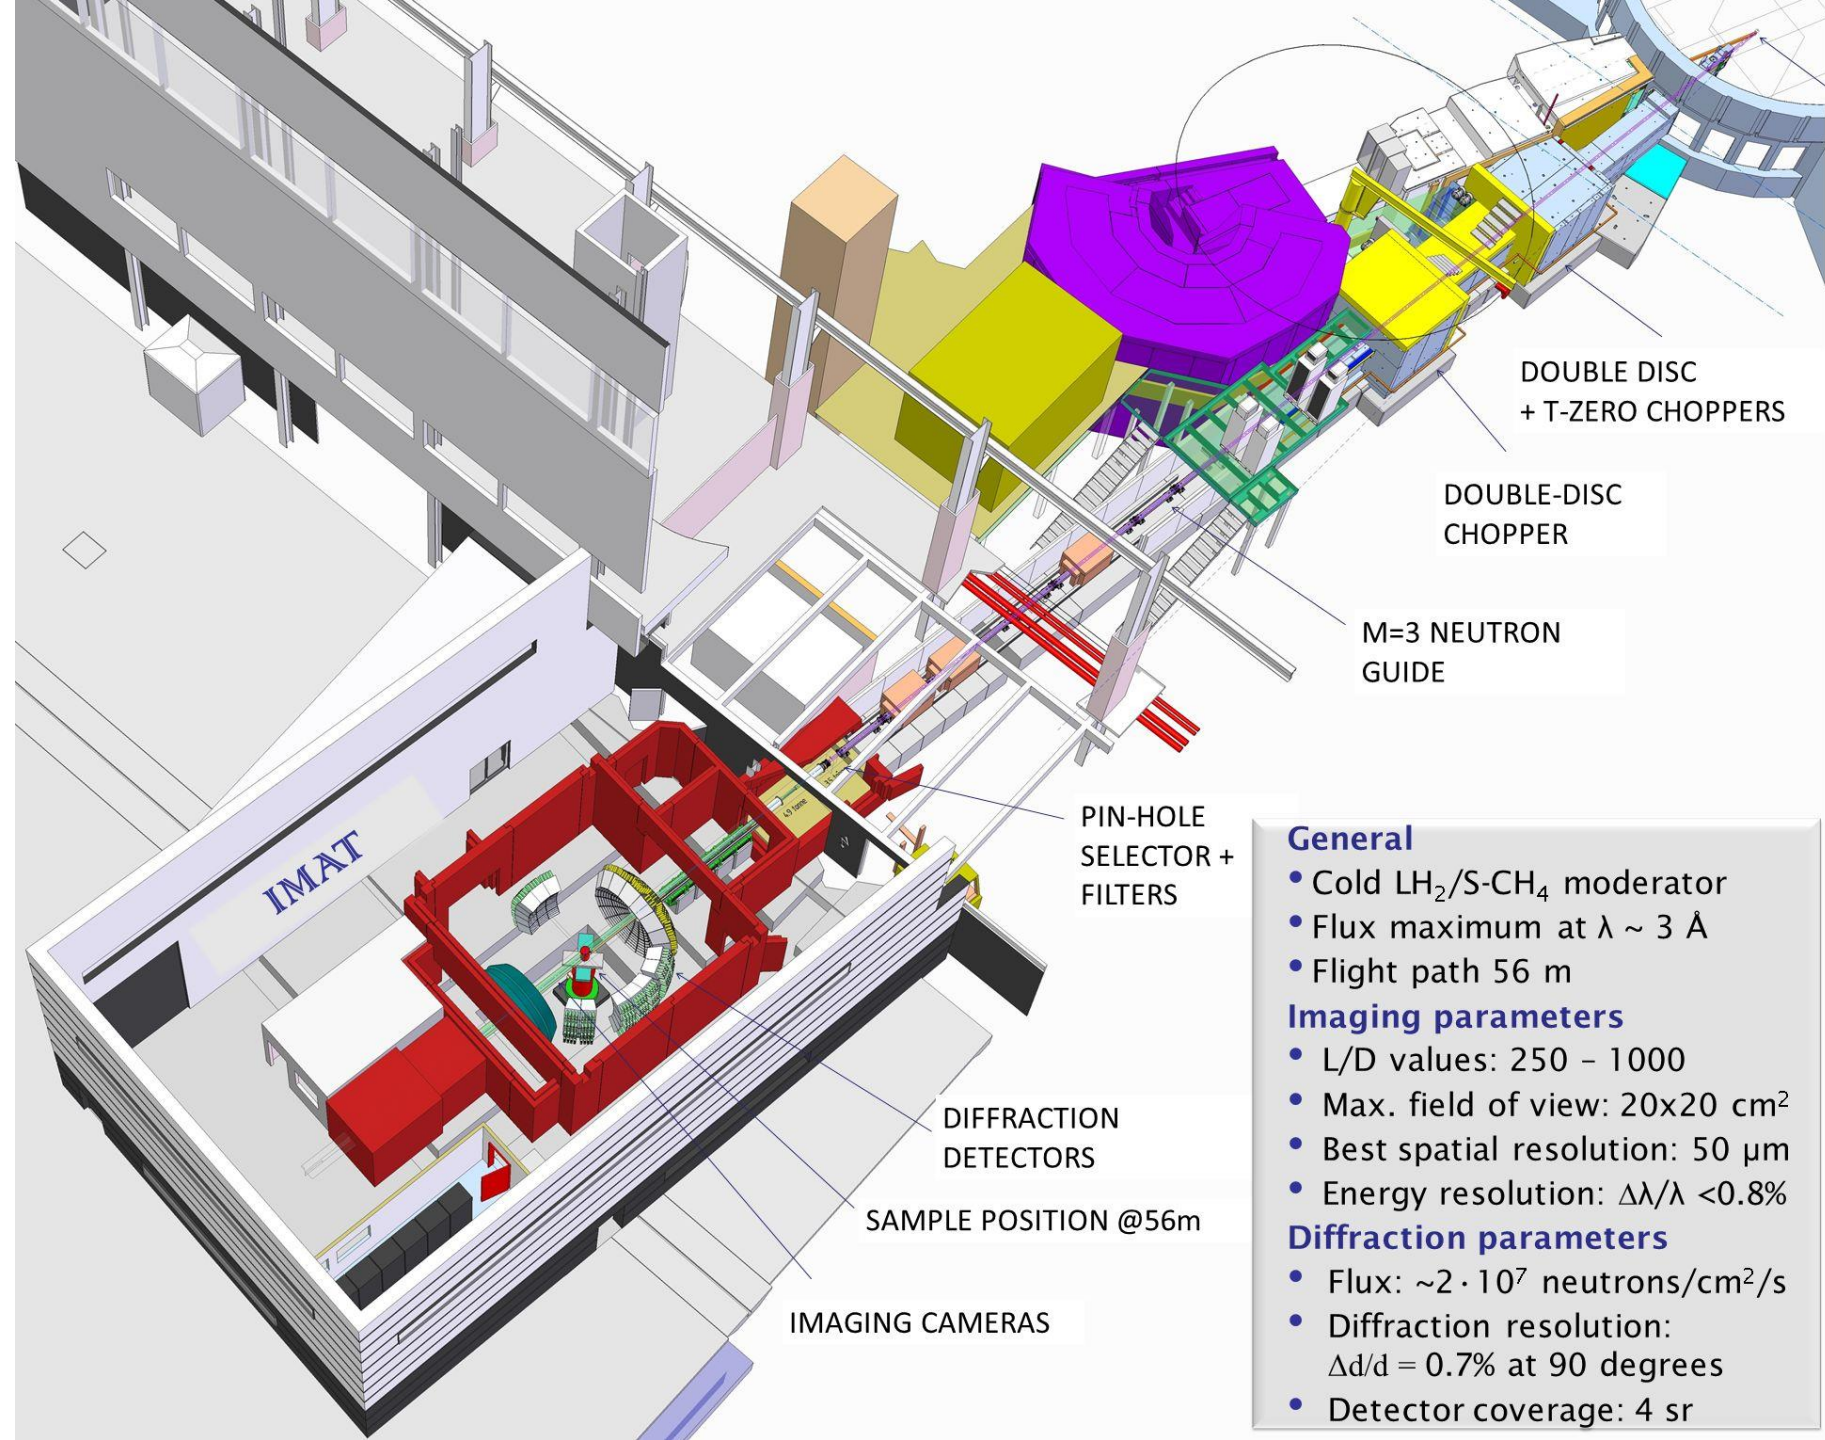 DOUBLE DISC
+ T-ZERO CHOPPERS
DOUBLE-DISC
CHOPPER
M=3 NEUTRON
GUIDE
PIN-HOLE
SELECTOR +
FILTERS
4.9 tonne
IMAT
DIFFRACTION
DETECTORS
SAMPLE POSITION @56m
IMAGING CAMERAS
General
• Cold LH₂/S-CH₄ moderator
• Flux maximum at λ ~ 3 Å
• Flight path 56 m
Imaging parameters
• L/D values: 250 – 1000
• Max. field of view: 20x20 cm²
• Best spatial resolution: 50 µm
• Energy resolution: Δλ/λ <0.8%
Diffraction parameters
• Flux: ~2·10⁷ neutrons/cm²/s
• Diffraction resolution:
Δd/d = 0.7% at 90 degrees
• Detector coverage: 4 sr